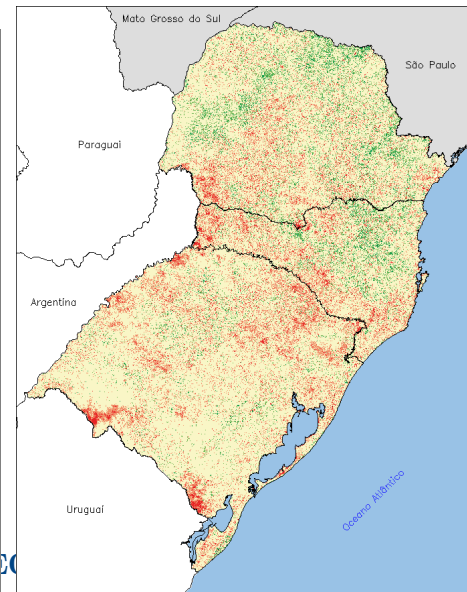 Mato Grosso do Sul
São Paulo
Paraguai
Argentina
Uruguai
Oceano Atlântico